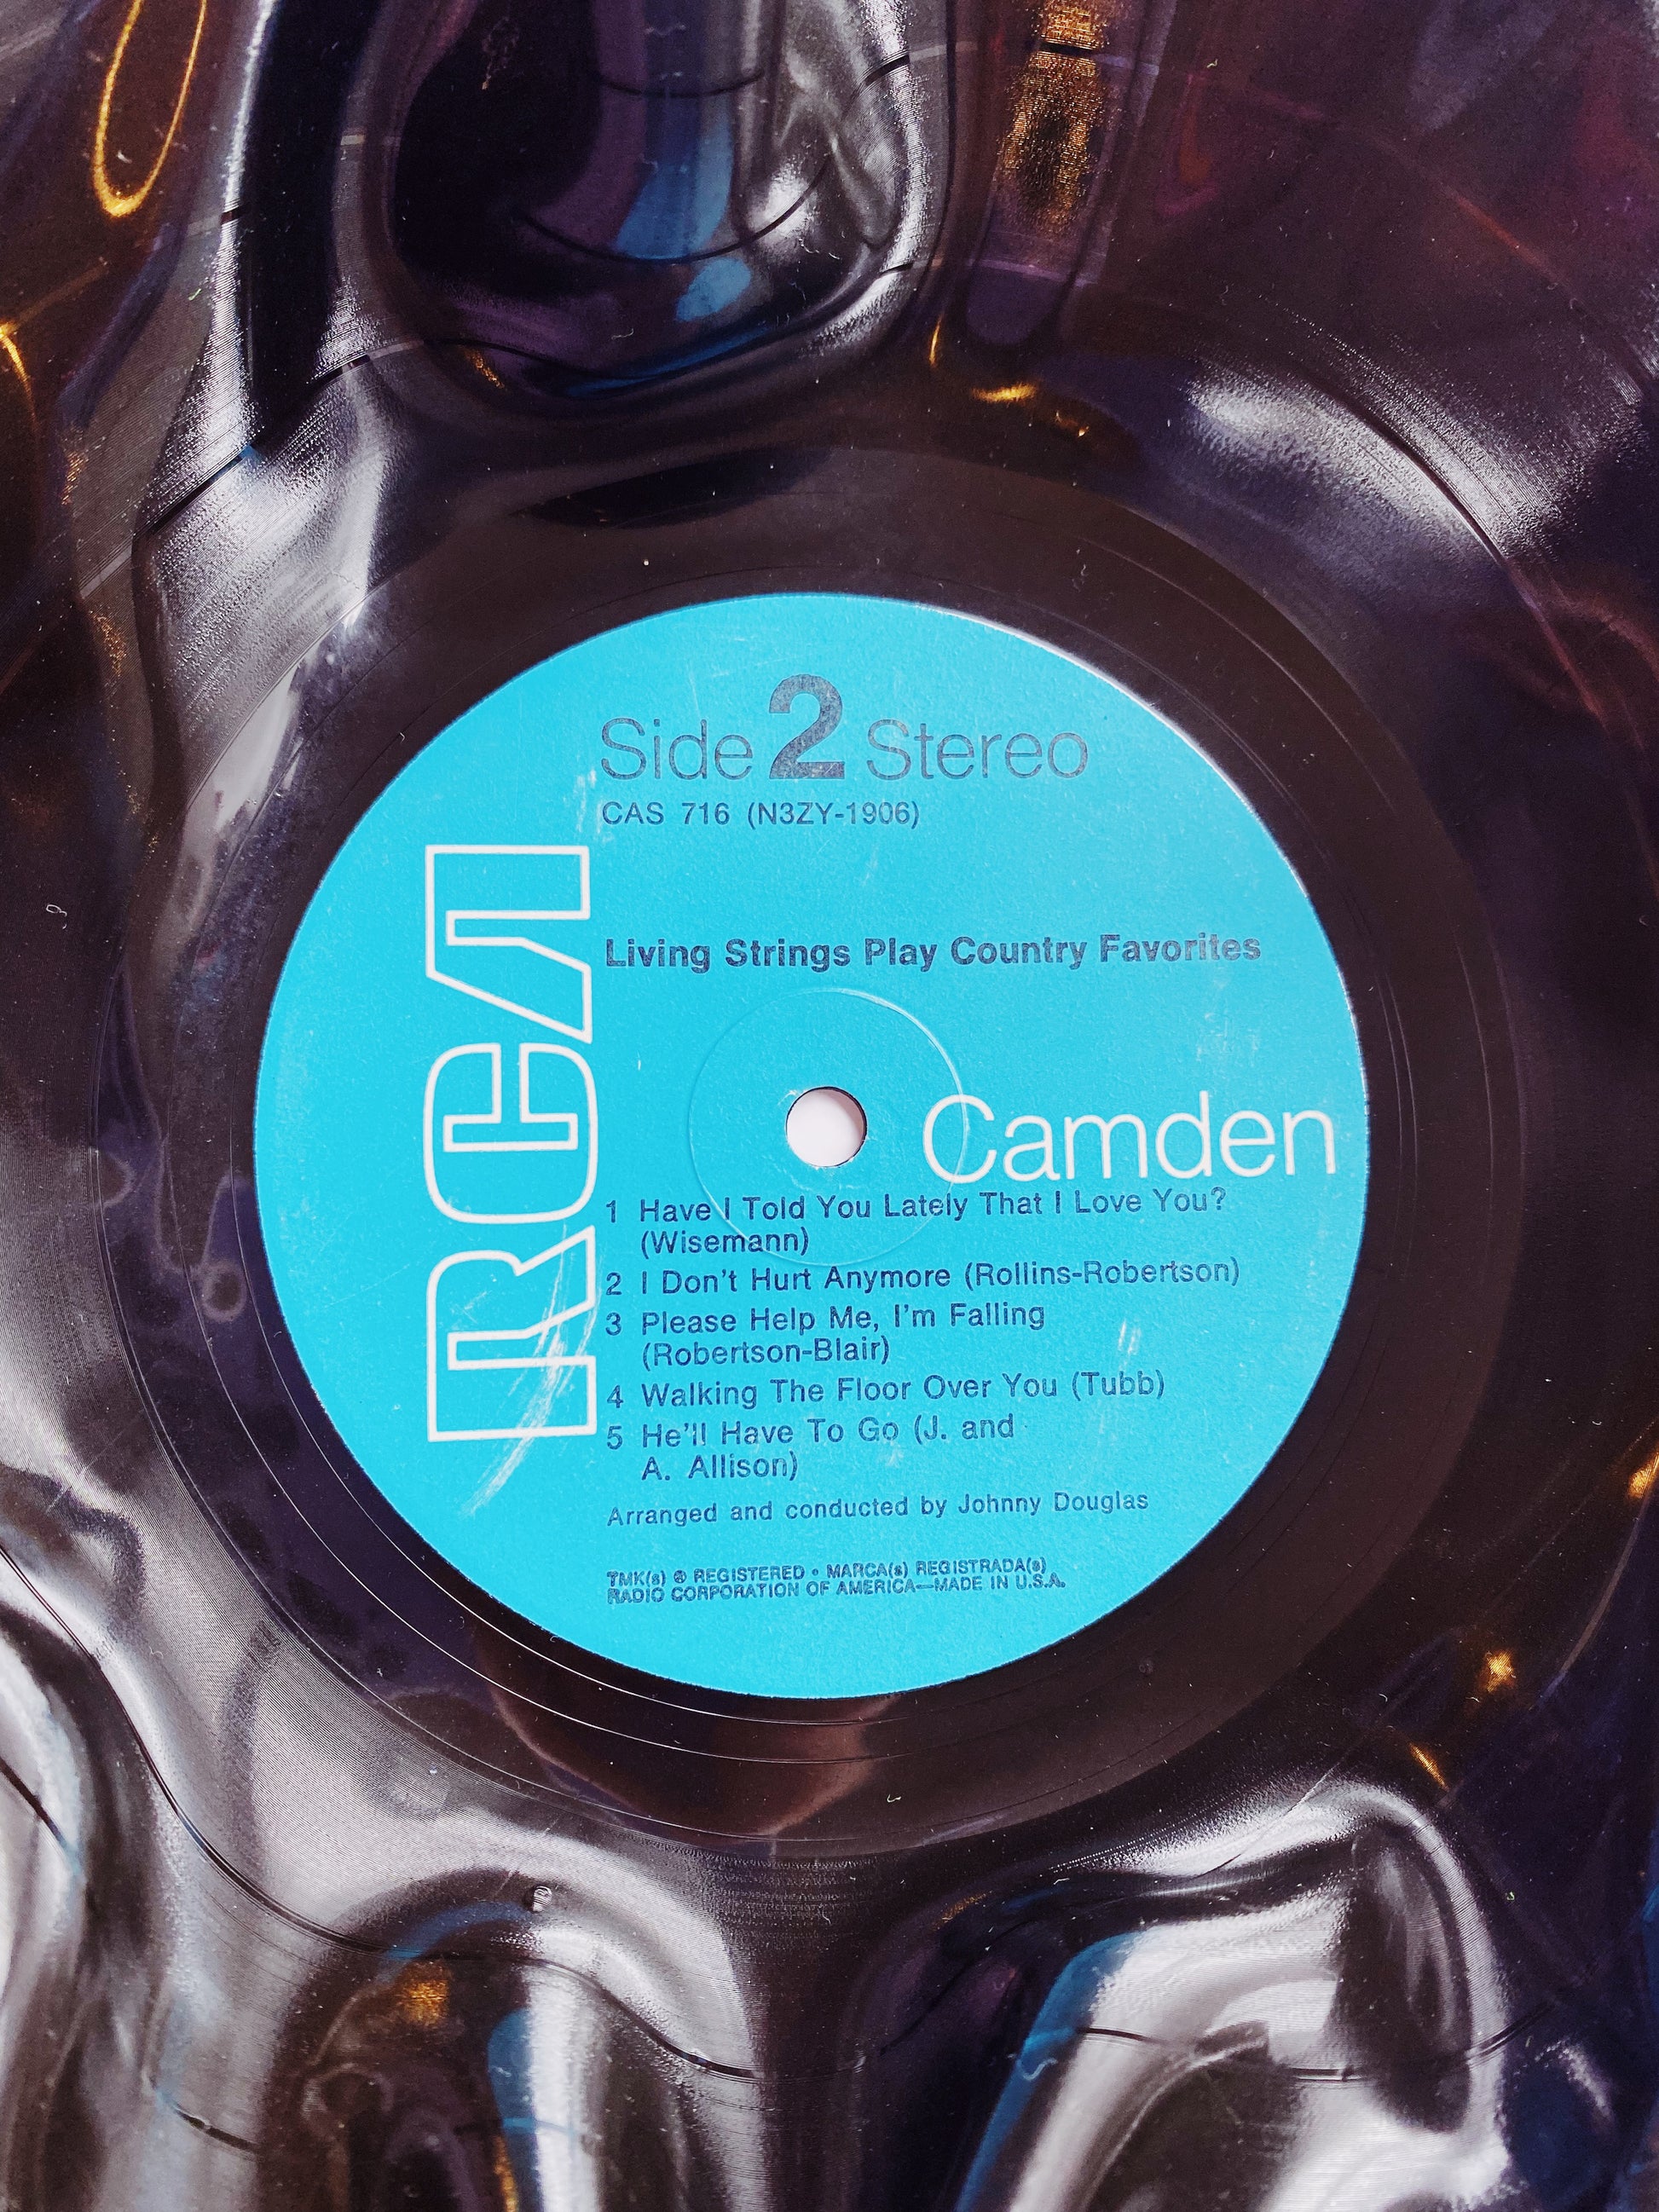 Side 2 Stereo
CAS 716 (N3ZY-1906)
RCA
Living Strings Play Country Favorites
Camden
1 Have I Told You Lately That I Love You?
(Wisemann)
2 I Don't Hurt Anymore (Rollins-Robertson)
3 Please Help Me, I'm Falling
(Robertson-Blair)
4 Walking The Floor Over You (Tubb)
5 He'll Have To Go (J. and
A. Allison)
Arranged and conducted by Johnny Douglas
TMK(s) ® REGISTERED • MARCA(s) REGISTRADA(s)
RADIO CORPORATION OF AMERICA—MADE IN U.S.A.